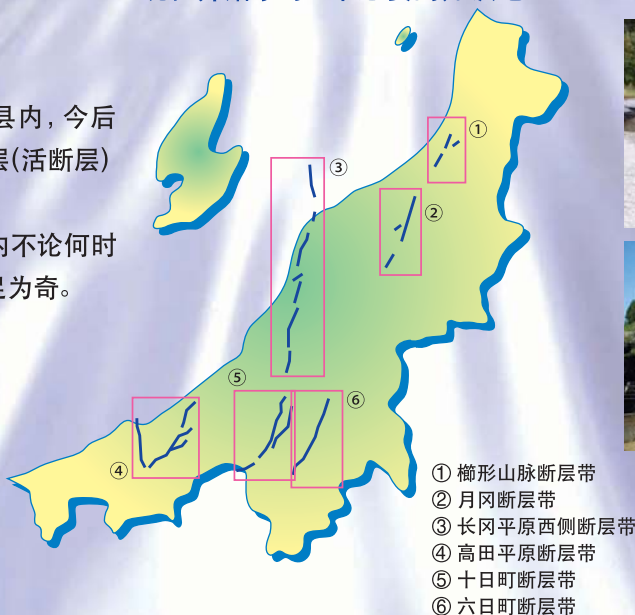 县内，今后
层(活断层)
内不论何时
足为奇。
①
②
③
⑤
⑥
④
① 櫛形山脉断层带
② 月冈断层带
③ 长冈平原西侧断层带
④ 高田平原断层带
⑤ 十日町断层带
⑥ 六日町断层带